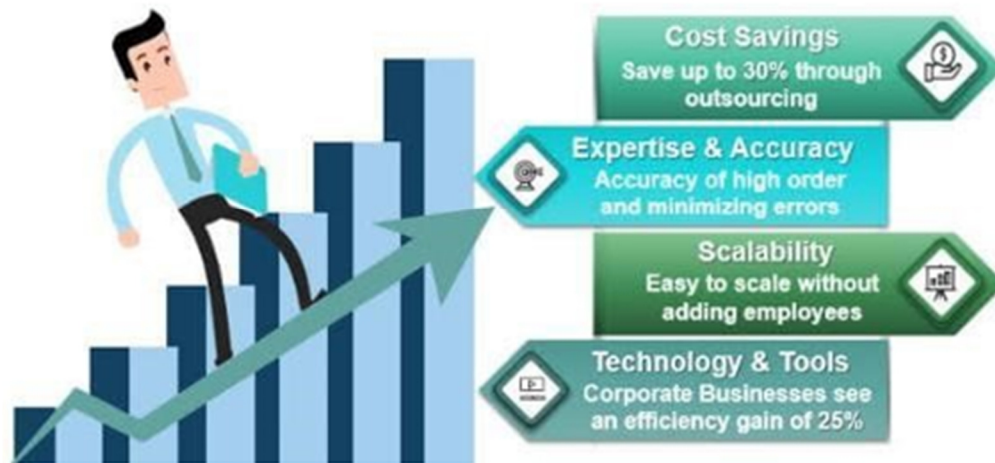 Cost Savings
Save up to 30% through
outsourcing
Expertise & Accuracy
Accuracy of high order
and minimizing errors
Scalability
Easy to scale without
adding employees
Technology & Tools
Corporate Businesses see
an efficiency gain of 25%